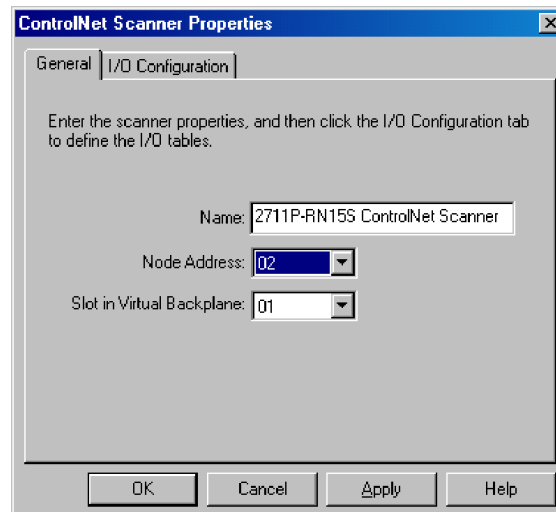 ControlNet Scanner Properties
General
I/O Configuration
Enter the scanner properties, and then click the I/O Configuration tab
to define the I/O tables.
Name: 2711P-RN15S ControlNet Scanner
Node Address: 02
Slot in Virtual Backplane: 01
OK Cancel Apply Help